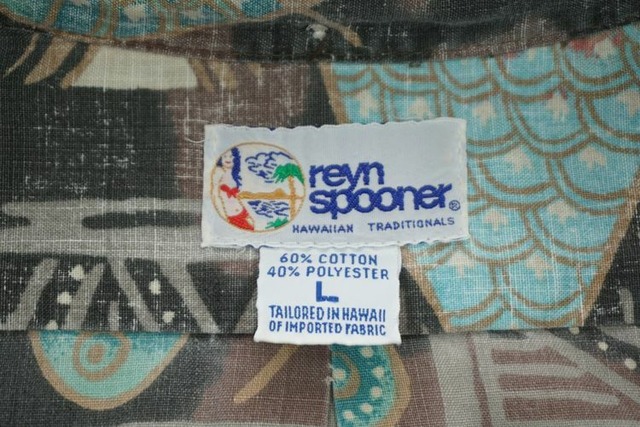 reyn
spooner®
HAWAIIAN TRADITIONALS
60% COTTON
40% POLYESTER
L
TAILORED IN HAWAII
OF IMPORTED FABRIC